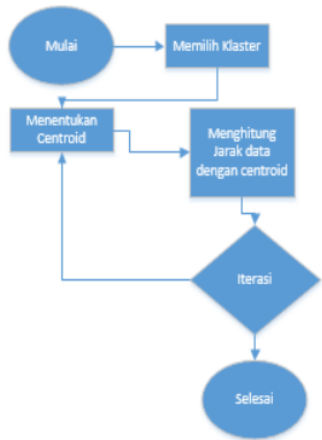 Mulai
Memilih Klaster
Menentukan
Centroid
Menghitung
Jarak data
dengan centroid
Iterasi
Selesai